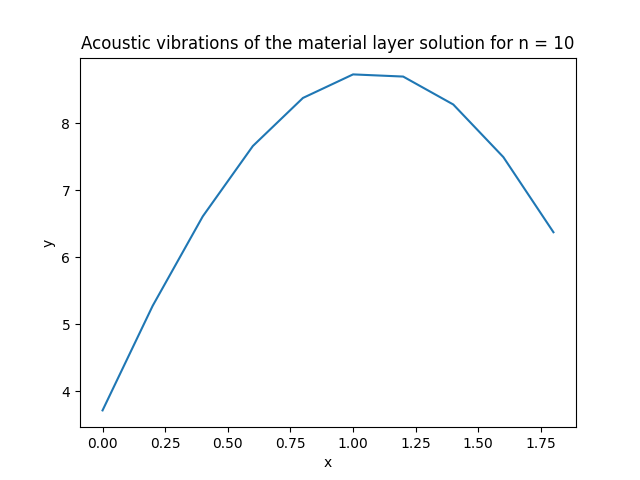 Acoustic vibrations of the material layer solution for n = 10
8
7
6
5
4
y
0.00 0.25 0.50 0.75 1.00 1.25 1.50 1.75
x